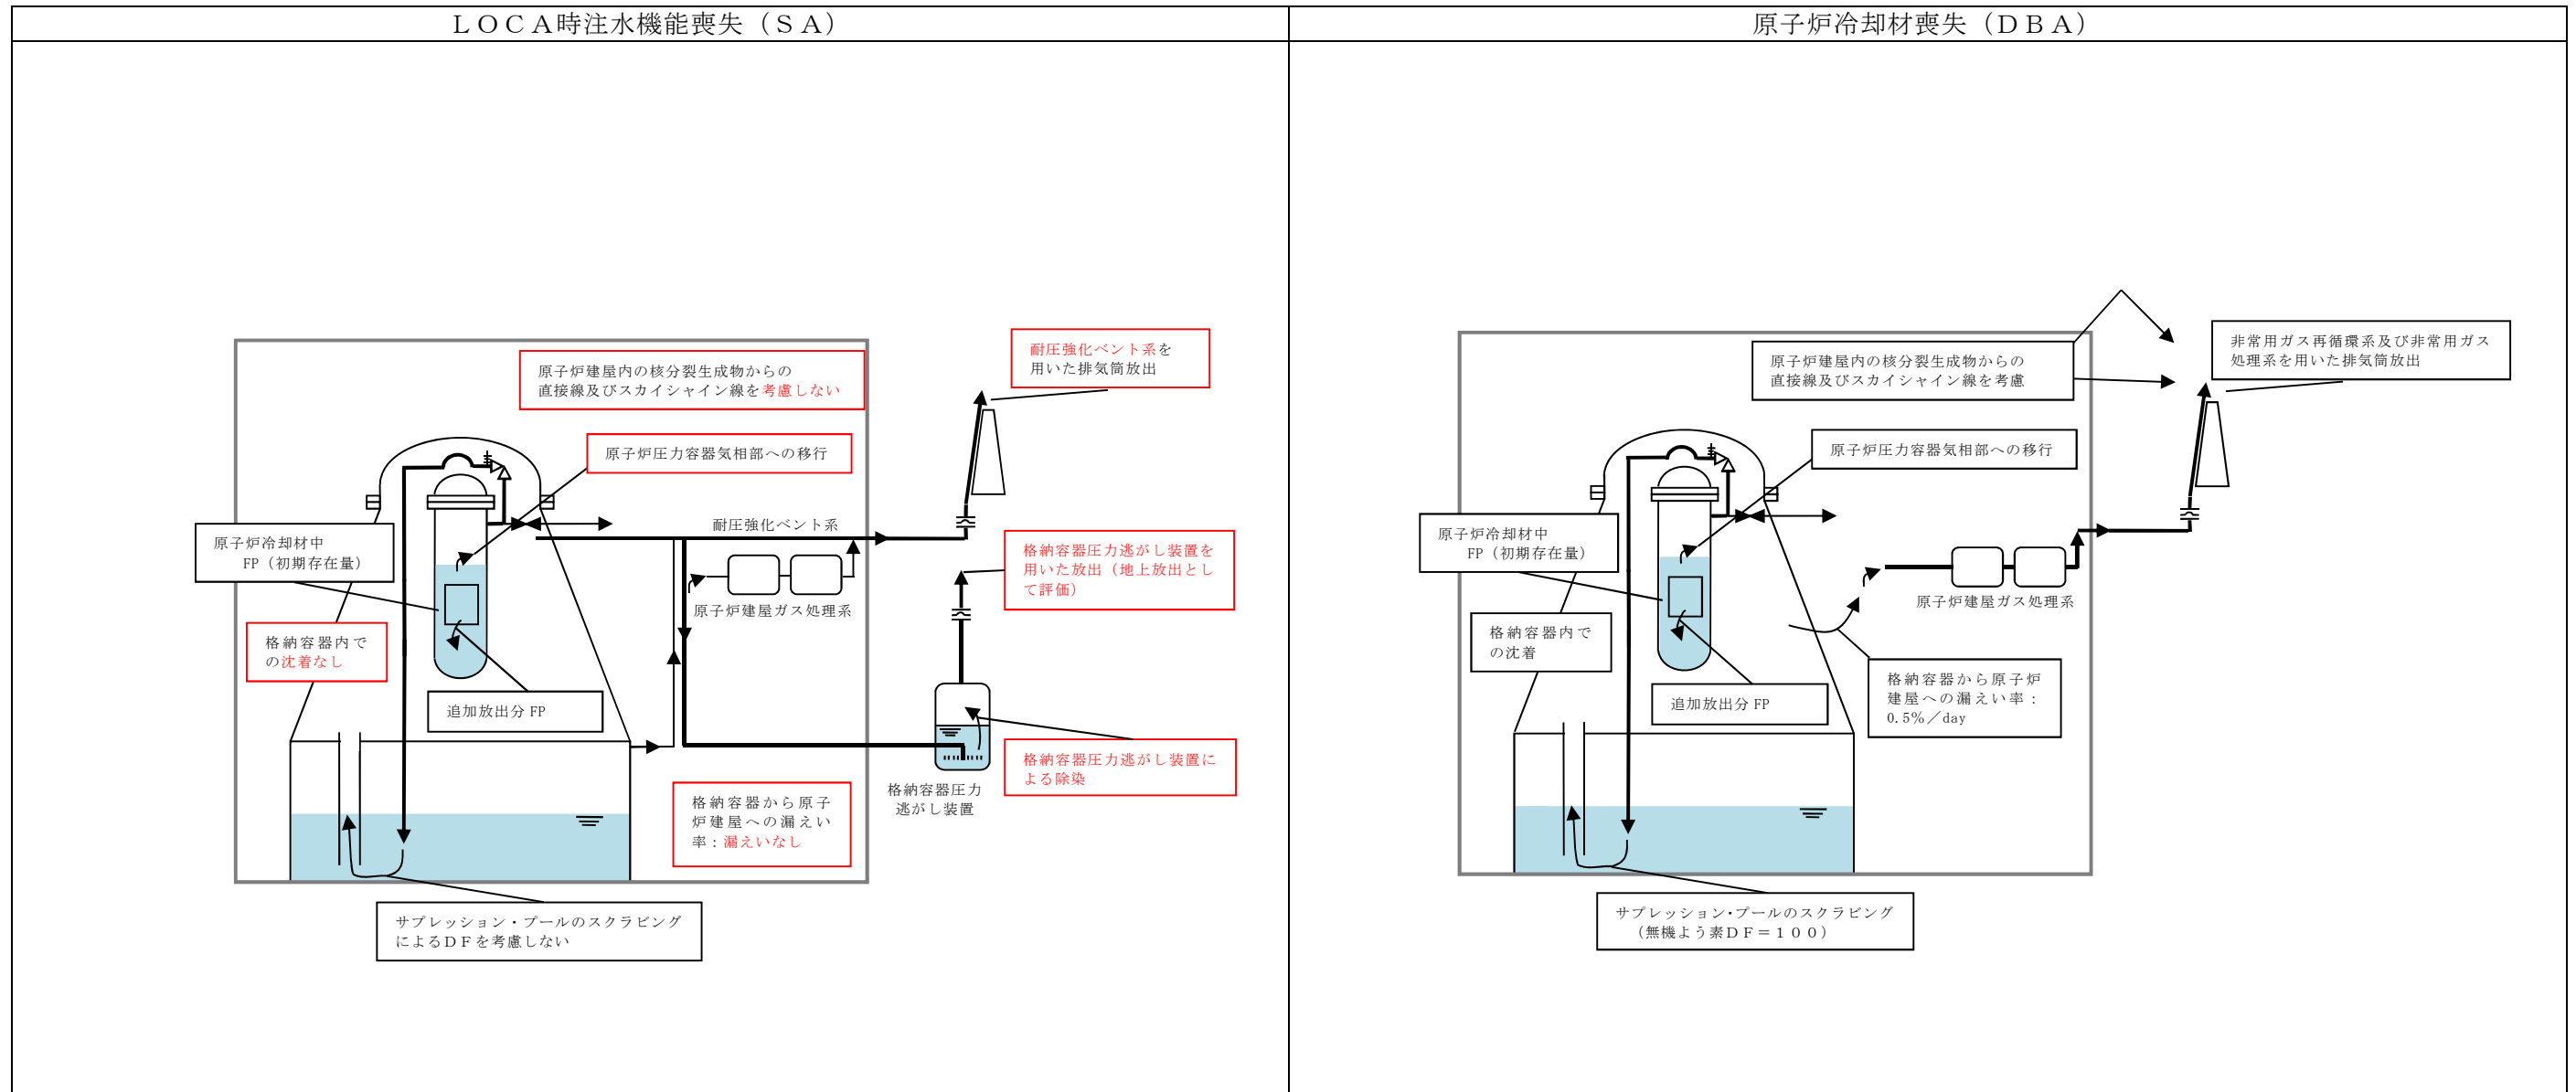 ＬＯＣＡ時注水機能喪失（ＳＡ）
原子炉建屋内の核分裂生成物からの
直接線及びスカイシャイン線を考慮しない
耐圧強化ベント系を
用いた排気筒放出
原子炉圧力容器気相部への移行
原子炉冷却材中
FP（初期存在量）
耐圧強化ベント系
格納容器圧力逃がし装置を
用いた放出（地上放出とし
て評価）
原子炉建屋ガス処理系
格納容器内で
の沈着なし
追加放出分 FP
格納容器圧力逃がし装置に
よる除染
格納容器圧力
逃がし装置
格納容器から原子
炉建屋への漏えい
率：漏えいなし
サプレッション・プールのスクラビング
によるＤＦを考慮しない
原子炉冷却材喪失（ＤＢＡ）
原子炉建屋内の核分裂生成物からの
直接線及びスカイシャイン線を考慮
非常用ガス再循環系及び非常用ガス
処理系を用いた排気筒放出
原子炉圧力容器気相部への移行
原子炉冷却材中
FP（初期存在量）
原子炉建屋ガス処理系
格納容器内で
の沈着
追加放出分 FP
格納容器から原子炉
建屋への漏えい率：
0.5％／day
サプレッション・プールのスクラビング
（無機よう素ＤＦ＝１００）